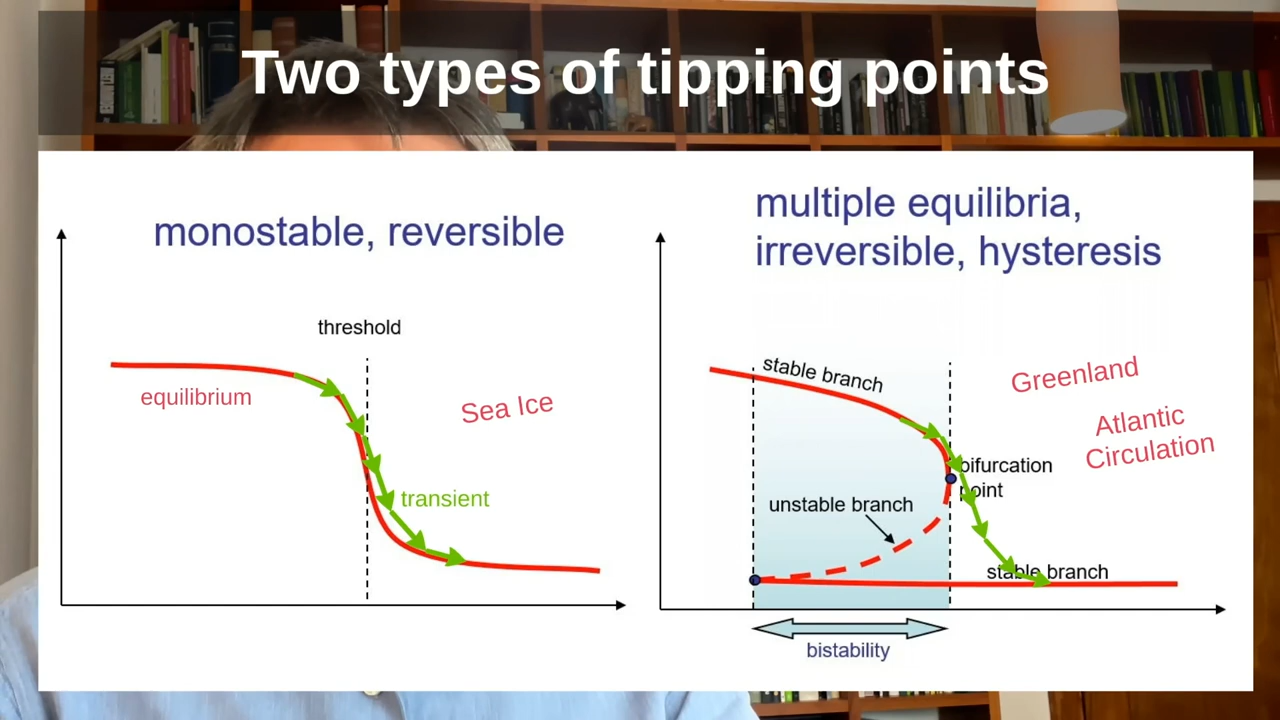 Two types of tipping points
monostable, reversible
threshold
equilibrium
Sea Ice
transient
multiple equilibria,
irreversible, hysteresis
stable branch
Greenland
Atlantic
Circulation
bifurcation
point
unstable branch
stable branch
bistability